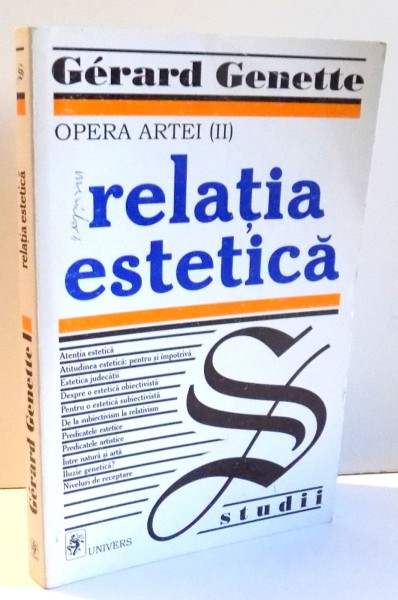 Gérard Genette
OPERA ARTEI (II)
relația
estetică
Atenția estetică
Atitudinea estetică: pentru și împotrivă
Estetica judecății
Despre o estetică obiectivistă
Pentru o estetică subiectivistă
De la subiectivism la relativism
Predicatele estetice
Predicatele artistice
Între natură și artă
Iluzie genetică?
Niveluri de receptare
S
studii
UNIVERS
relația estetică
Gérard Genette